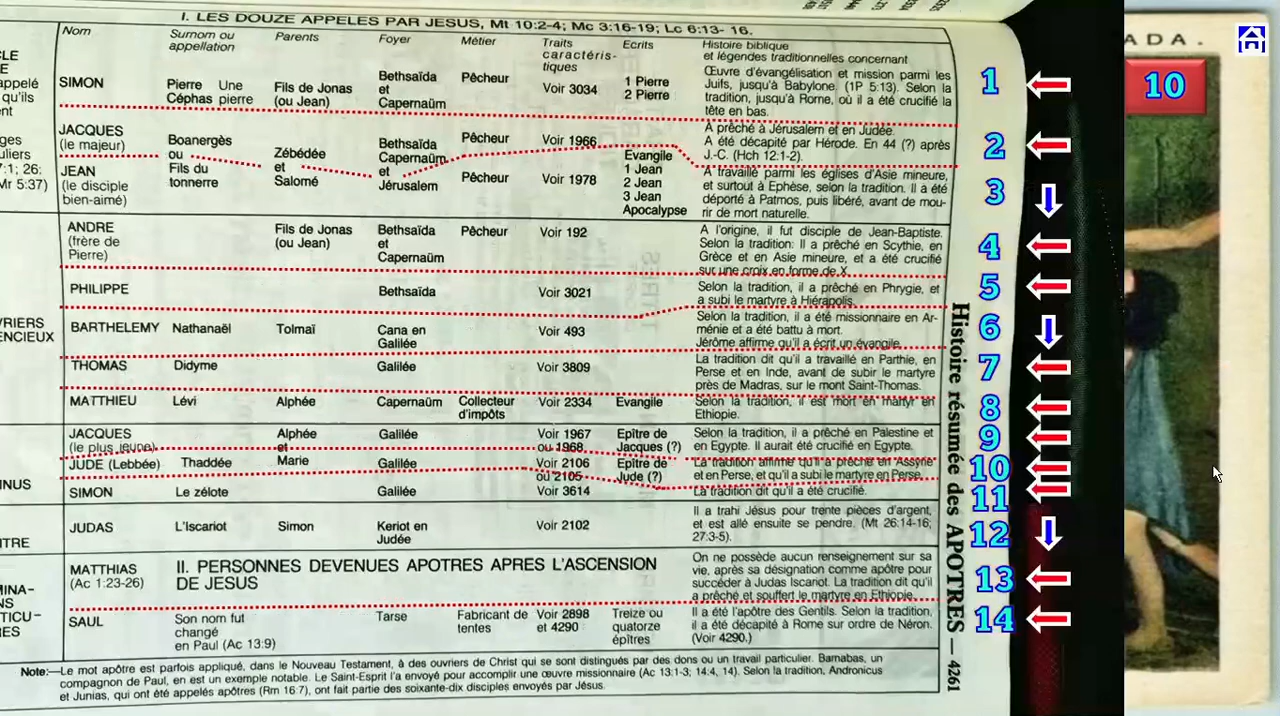 I. LES DOUZE APPELES PAR JESUS, Mt 10:2-4; Mc 3:16-19; Lc 6:13- 16.
Nom
Surnom ou
appellation
Parents
Foyer
Métier
Traits
caractéris-
tiques
Ecrits
Histoire biblique
et légendes traditionnelles concernant
SIMON
Pierre Une
Céphas pierre
Fils de Jonas
(ou Jean)
Bethsaïda
et
Capernaüm
Pêcheur
Voir 3034
1 Pierre
2 Pierre
Œuvre d'évangélisation et mission parmi les
Juifs, jusqu'à Babylone. (1P 5:13). Selon la
tradition, jusqu'à Rome, où il a été crucifié la
tête en bas.
1
JACQUES
(le majeur)
Boanergès
ou
Fils du
tonnerre
Zébédée
et
Salomé
Bethsaïda
Capernaüm
et
Jérusalem
Pêcheur
Voir 1966
A prêché à Jérusalem et en Judée.
A été décapité par Hérode. En 44 (?) après
J.-C. (Hch 12:1-2).
2
JEAN
(le disciple
bien-aimé)
Pêcheur
Voir 1978
Evangile
1 Jean
2 Jean
3 Jean
Apocalypse
A travaillé parmi les églises d'Asie mineure,
et surtout à Ephèse, selon la tradition. Il a été
déporté à Patmos, puis libéré, avant de mou-
rir de mort naturelle.
3
ANDRE
(frère de
Pierre)
Fils de Jonas
(ou Jean)
Bethsaïda
et
Capernaüm
Pêcheur
Voir 192
A l'origine, il fut disciple de Jean-Baptiste.
Selon la tradition: Il a prêché en Scythie, en
Grèce et en Asie mineure, et a été crucifié
sur une croix en forme de X.
4
PHILIPPE
Bethsaïda
Voir 3021
Selon la tradition, il a prêché en Phrygie, et
a subi le martyre à Hiérapolis.
5
BARTHELEMY
Nathanaël
Tolmaï
Cana en
Galilée
Voir 493
Selon la tradition, il a été missionnaire en Ar-
ménie et a été battu à mort.
Jérôme affirme qu'il a écrit un évangile.
6
THOMAS
Didyme
Galilée
Voir 3809
La tradition dit qu'il a travaillé en Parthie, en
Perse et en Inde, avant de subir le martyre
près de Madras, sur le mont Saint-Thomas.
7
MATTHIEU
Lévi
Alphée
Capernaüm
Collecteur
d'impôts
Voir 2334
Evangile
Selon la tradition, il est mort en martyr en
Ethiopie.
8
JACQUES
(le plus jeune)
Alphée
et
Marie
Galilée
Voir 1967
ou 1968
Epître de
Jacques (?)
Selon la tradition, il a prêché en Palestine et
en Egypte. Il aurait été crucifié en Egypte.
9
JUDE (Lebbée)
Thaddée
Galilée
Voir 2106
ou 2105
Epître de
Jude (?)
La tradition affirme qu'il a prêché en Assyrie
et en Perse, et qu'il a subi le martyre en Perse.
10
SIMON
Le zélote
Galilée
Voir 3614
La tradition dit qu'il a été crucifié.
11
JUDAS
L'Iscariot
Simon
Keriot en
Judée
Voir 2102
Il a trahi Jésus pour trente pièces d'argent,
et est allé ensuite se pendre. (Mt 26:14-16;
27:3-5).
12
MATTHIAS
(Ac 1:23-26)
II. PERSONNES DEVENUES APOTRES APRES L'ASCENSION
DE JESUS
On ne possède aucun renseignement sur sa
vie, après sa désignation comme apôtre pour
succéder à Judas Iscariot. La tradition dit qu'il
a prêché et souffert le martyre en Ethiopie.
13
SAUL
Son nom fut
changé
en Paul (Ac 13:9)
Tarse
Fabricant de
tentes
Voir 2898
et 4290
Treize ou
quatorze
épîtres
Il a été l'apôtre des Gentils. Selon la tradition,
il a été décapité à Rome sur ordre de Néron.
(Voir 4290.)
14
Note:—Le mot apôtre est parfois appliqué, dans le Nouveau Testament, à des ouvriers de Christ qui se sont distingués par des dons ou un travail particulier. Barnabas, un
compagnon de Paul, en est un exemple notable. Le Saint-Esprit l'a envoyé pour accomplir une œuvre missionnaire (Ac 13:1-3; 14:4, 14). Selon la tradition, Andronicus
et Junias, qui ont été appelés apôtres (Rm 16:7), ont fait partie des soixante-dix disciples envoyés par Jésus.
Histoire résumée des APOTRES — 4261
ADA.
10